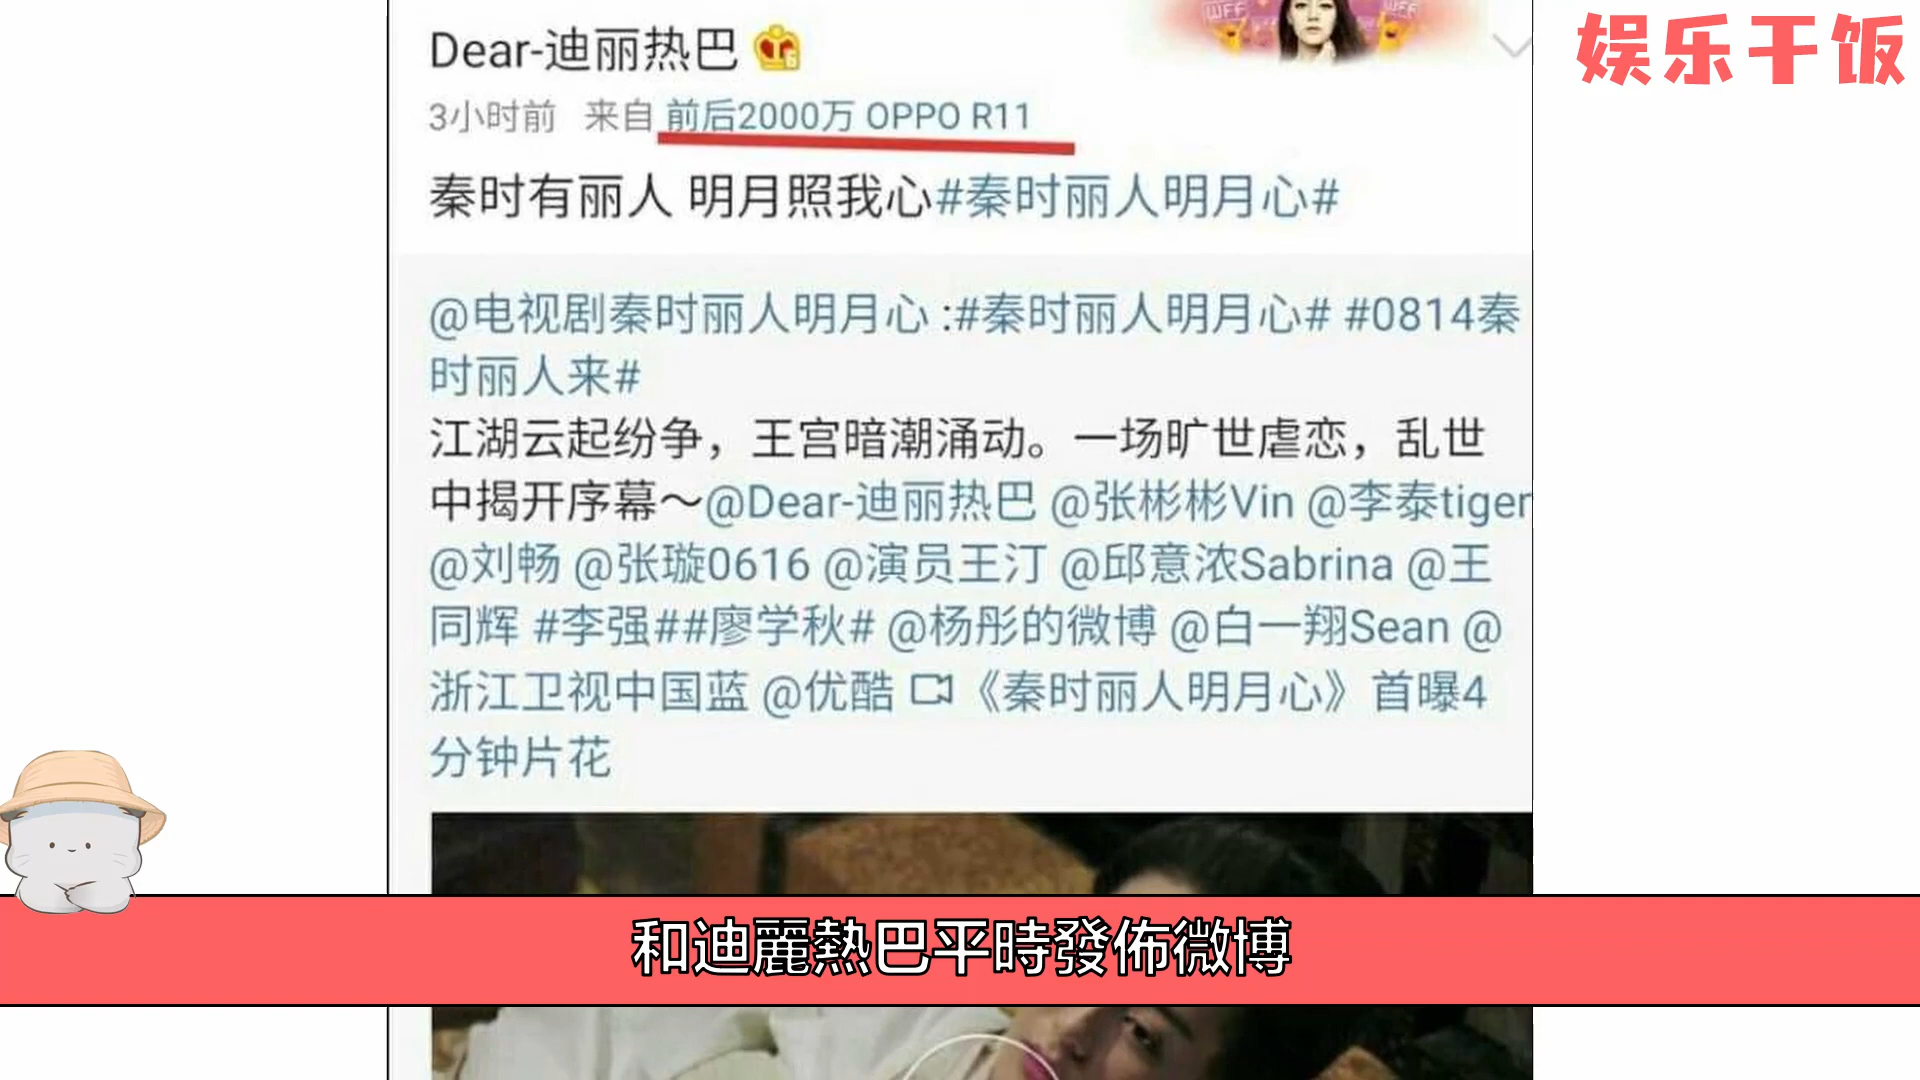 WFF
WFF
娱乐干饭
Dear-迪丽热巴
3小时前 来自 前后2000万 OPPO R11
秦时有丽人 明月照我心#秦时丽人明月心#
@电视剧秦时丽人明月心 :#秦时丽人明月心# #0814秦
时丽人来#
江湖云起纷争，王宫暗潮涌动。一场旷世虐恋，乱世
中揭开序幕～@Dear-迪丽热巴 @张彬彬Vin @李泰tiger
@刘畅 @张璇0616 @演员王汀 @邱意浓Sabrina @王
同辉 #李强##廖学秋# @杨彤的微博 @白一翔Sean @
浙江卫视中国蓝 @优酷 《秦时丽人明月心》首曝4
分钟片花
和迪麗熱巴平時發佈微博